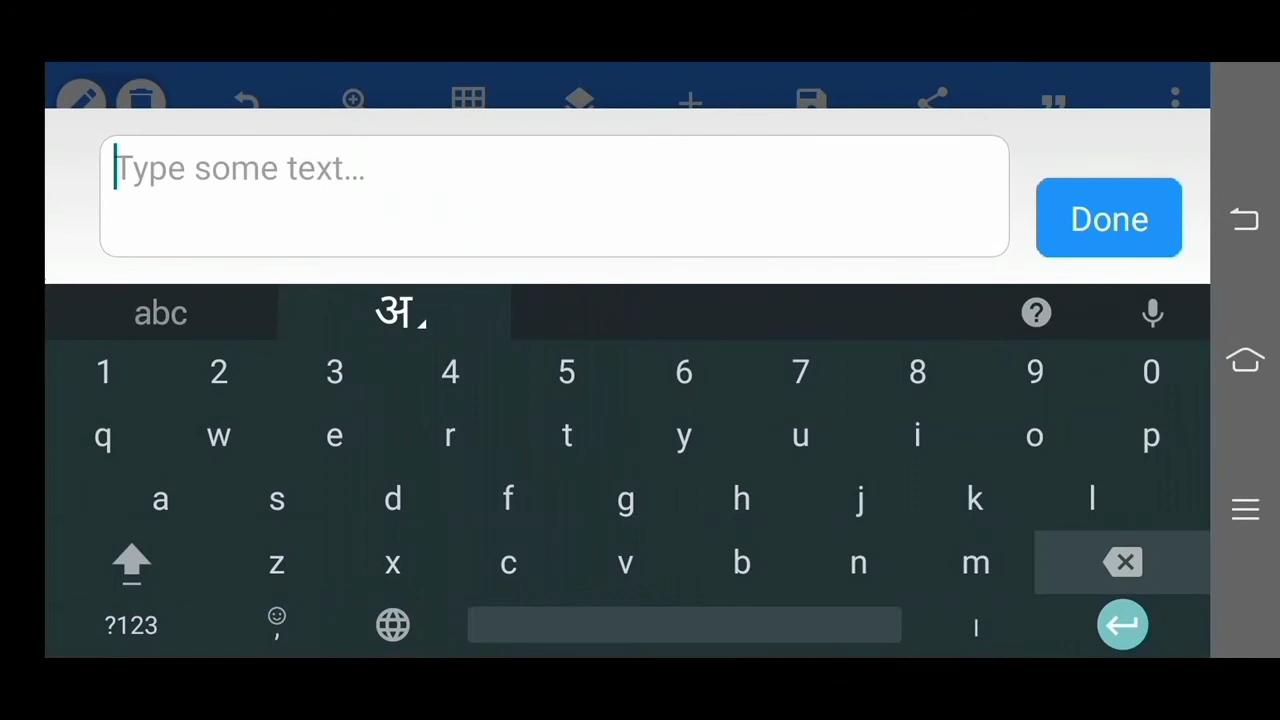 Type some text...
Done
abc अ
1 2 3 4 5 6 7 8 9 0
q w e r t y u i o p
a s d f g h j k l
z x c v b n m
?123 , ।